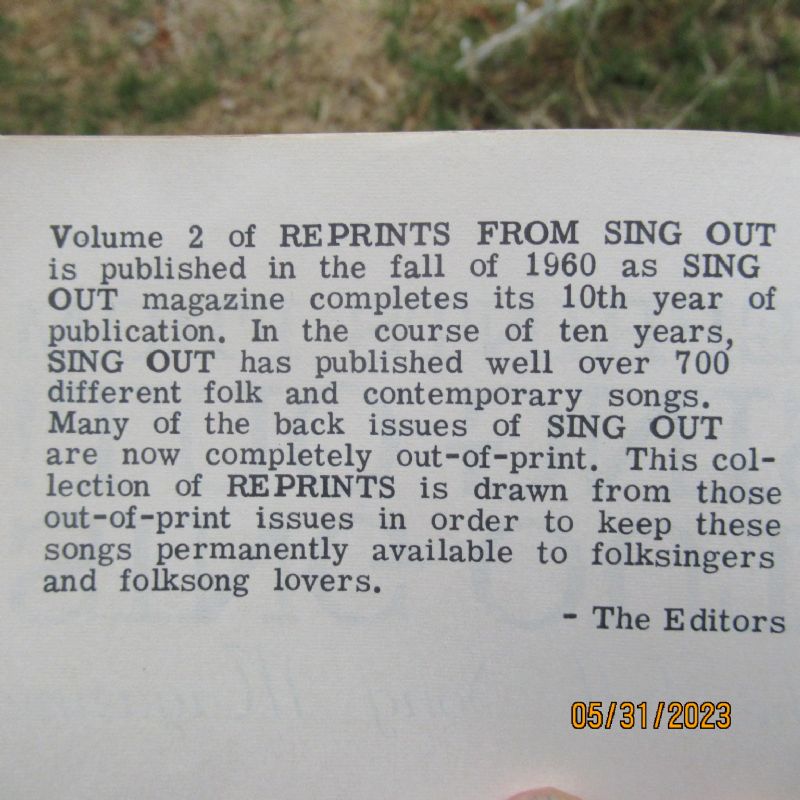 Volume 2 of REPRINTS FROM SING OUT
is published in the fall of 1960 as SING
OUT magazine completes its 10th year of
publication. In the course of ten years,
SING OUT has published well over 700
different folk and contemporary songs.
Many of the back issues of SING OUT
are now completely out-of-print. This col-
lection of REPRINTS is drawn from those
out-of-print issues in order to keep these
songs permanently available to folksingers
and folksong lovers.
- The Editors
05/31/2023